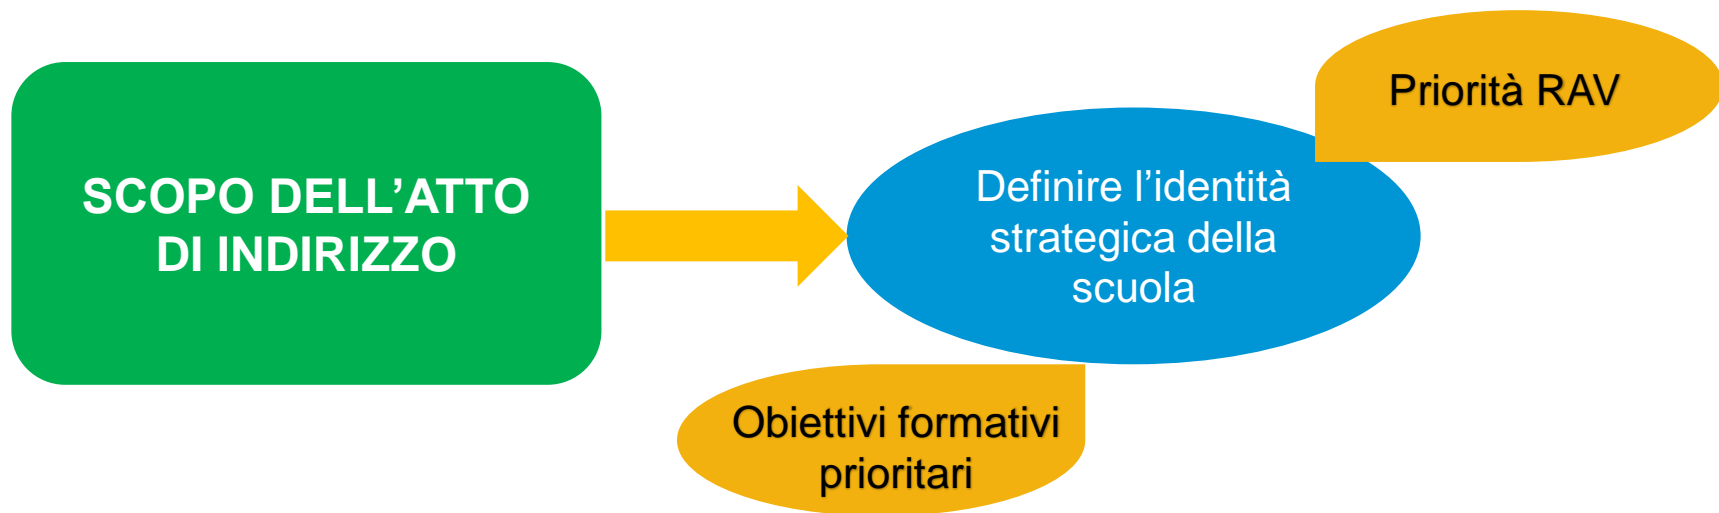 SCOPO DELL’ATTO
DI INDIRIZZO
Definire l’identità
strategica della
scuola
Priorità RAV
Obiettivi formativi
prioritari